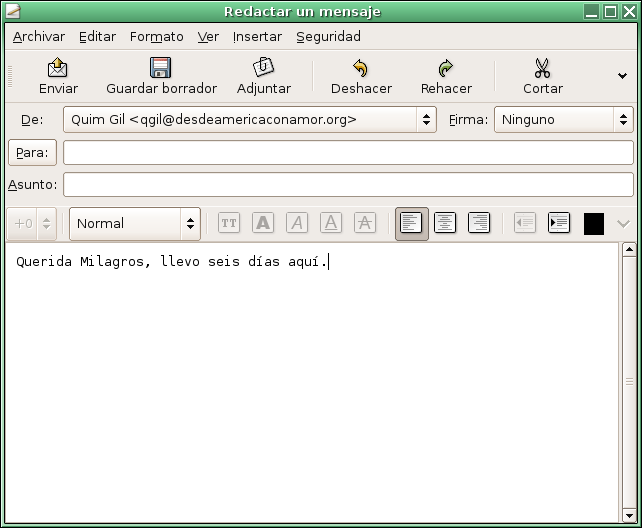 Redactar un mensaje
Archivar Editar Formato Ver Insertar Seguridad
Enviar Guardar borrador Adjuntar Deshacer Rehacer Cortar
De: Quim Gil <qgil@desdeamericaconamor.org> Firma: Ninguno
Para:
Asunto:
+0 Normal TT A A A A
Querida Milagros, llevo seis días aquí.